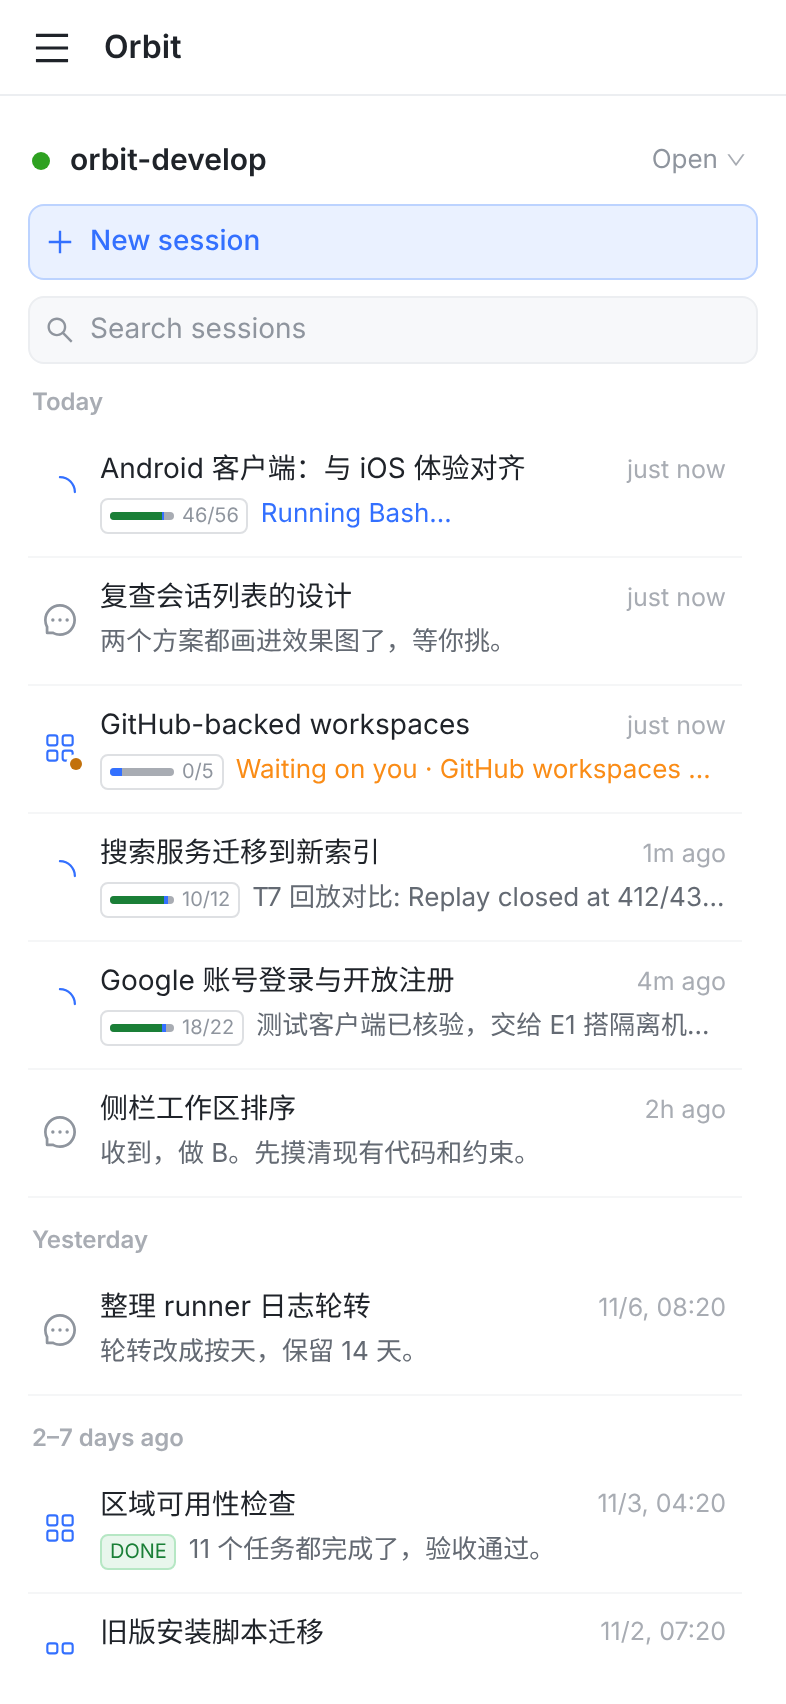 Orbit
orbit-develop
Open
New session
Search sessions
Today
Android 客户端：与 iOS 体验对齐
just now
46/56
Running Bash...
复查会话列表的设计
just now
两个方案都画进效果图了，等你挑。
GitHub-backed workspaces
just now
0/5
Waiting on you · GitHub workspaces ...
搜索服务迁移到新索引
1m ago
10/12
T7 回放对比: Replay closed at 412/43...
Google 账号登录与开放注册
4m ago
18/22
测试客户端已核验，交给 E1 搭隔离机...
侧栏工作区排序
2h ago
收到，做 B。先摸清现有代码和约束。
Yesterday
整理 runner 日志轮转
11/6, 08:20
轮转改成按天，保留 14 天。
2–7 days ago
区域可用性检查
11/3, 04:20
DONE
11 个任务都完成了，验收通过。
旧版安装脚本迁移
11/2, 07:20